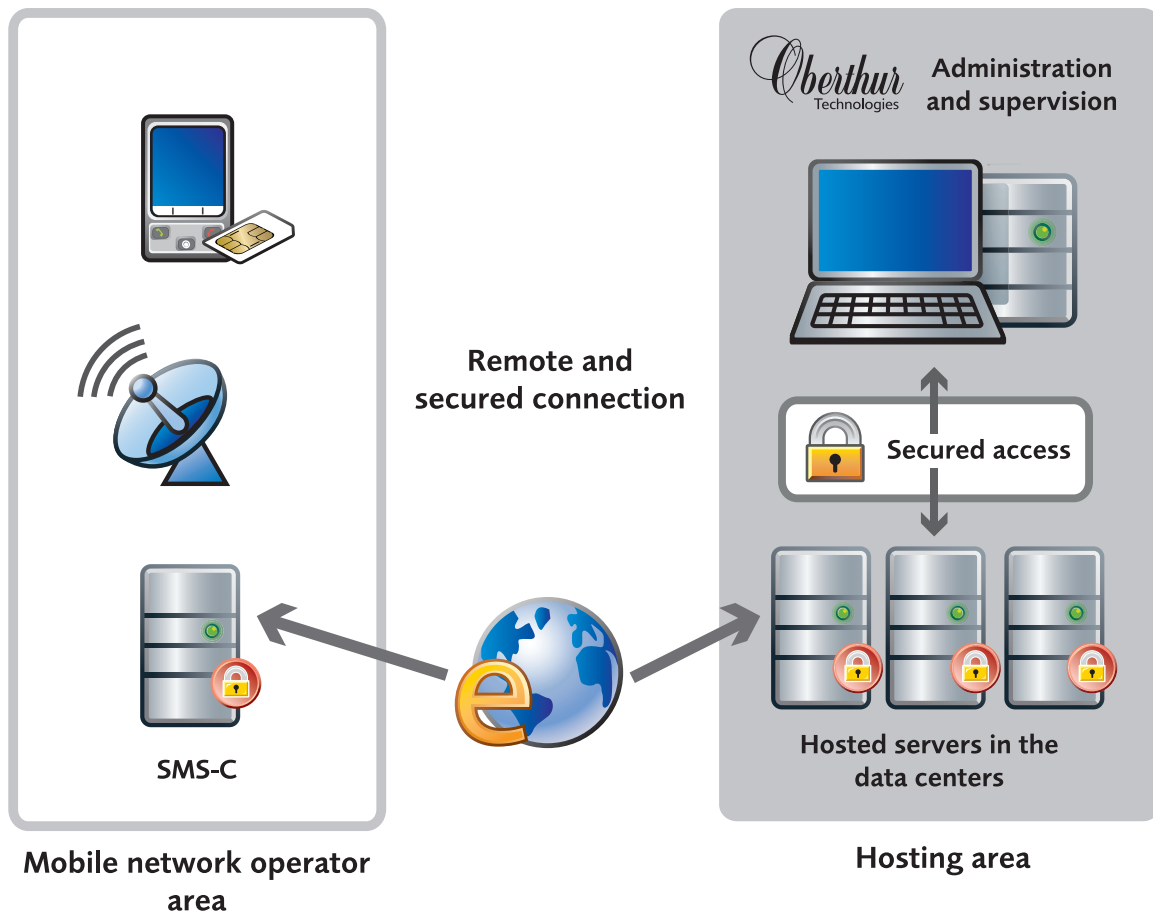 Oberthur
Technologies
Administration
and supervision
Remote and
secured connection
Secured access
e
SMS-C
Hosted servers in the
data centers
Mobile network operator
area
Hosting area